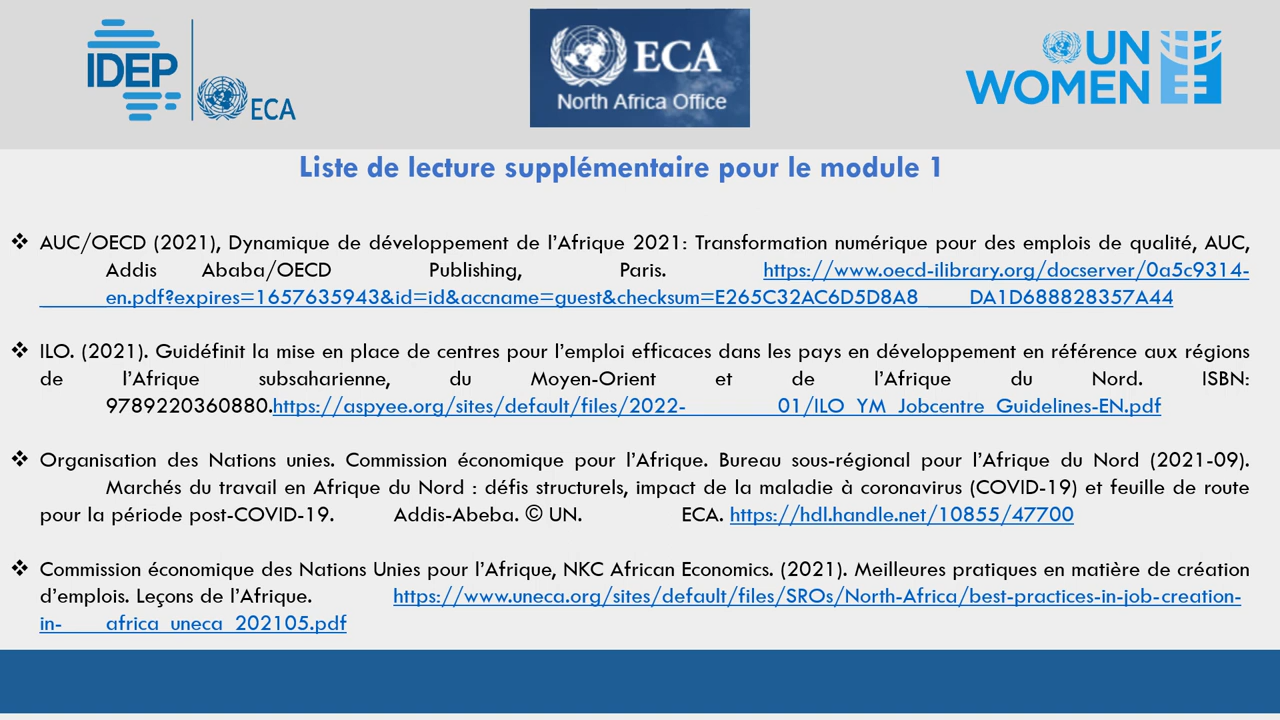 IDEP
ECA
ECA
North Africa Office
UN
WOMEN
Liste de lecture supplémentaire pour le module 1
❖ AUC/OECD (2021), Dynamique de développement de l'Afrique 2021: Transformation numérique pour des emplois de qualité, AUC,
Addis Ababa/OECD Publishing, Paris. https://www.oecd-ilibrary.org/docserver/0a5c9314-
en.pdf?expires=1657635943&id=id&accname=guest&checksum=E265C32AC6D5D8A8 DA1D688828357A44
❖ ILO. (2021). Guidéfinit la mise en place de centres pour l'emploi efficaces dans les pays en développement en référence aux régions
de l'Afrique subsaharienne, du Moyen-Orient et de l'Afrique du Nord. ISBN:
9789220360880.https://aspyee.org/sites/default/files/2022- 01/ILO_YM_Jobcentre_Guidelines-EN.pdf
❖ Organisation des Nations unies. Commission économique pour l'Afrique. Bureau sous-régional pour l'Afrique du Nord (2021-09).
Marchés du travail en Afrique du Nord : défis structurels, impact de la maladie à coronavirus (COVID-19) et feuille de route
pour la période post-COVID-19. Addis-Abeba. © UN. ECA. https://hdl.handle.net/10855/47700
❖ Commission économique des Nations Unies pour l'Afrique, NKC African Economics. (2021). Meilleures pratiques en matière de création
d'emplois. Leçons de l'Afrique. https://www.uneca.org/sites/default/files/SROs/North-Africa/best-practices-in-job-creation-
in- africa_uneca_202105.pdf